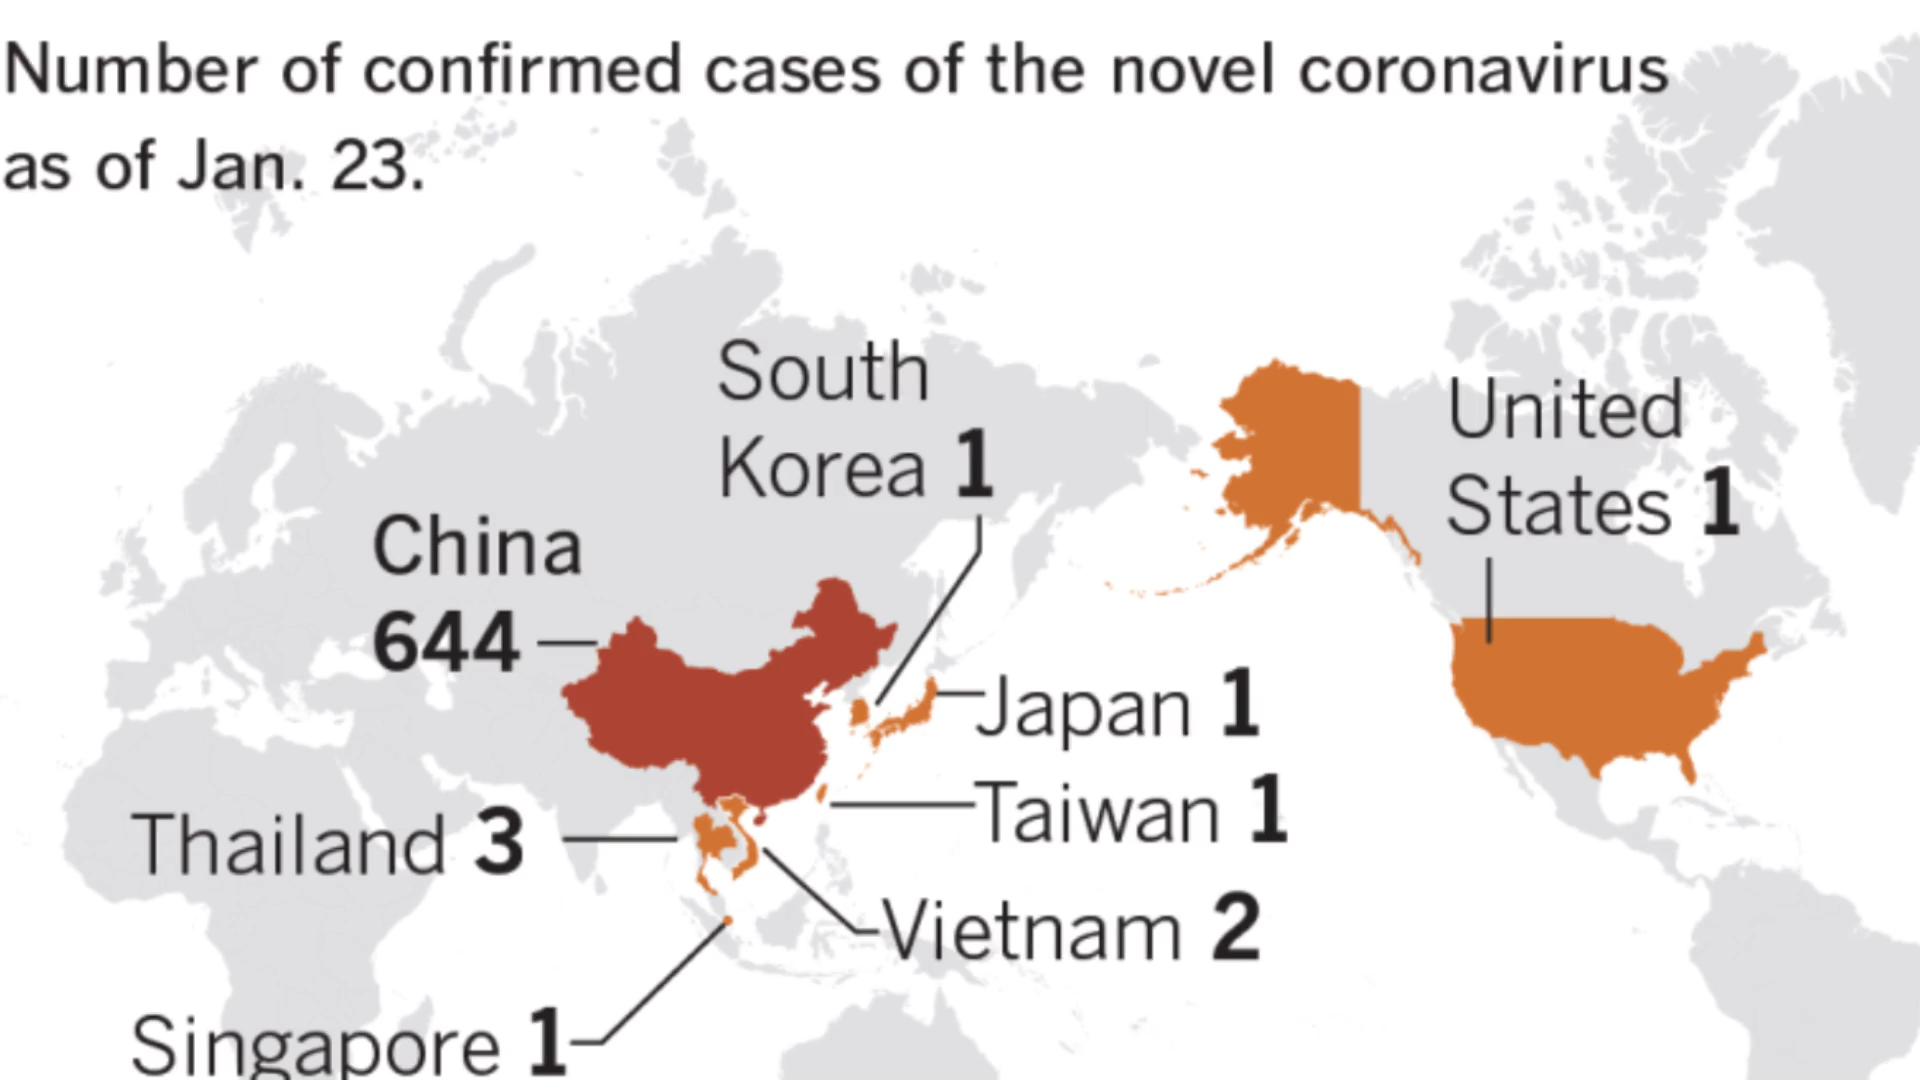 Number of confirmed cases of the novel coronavirus
as of Jan. 23.
South
Korea 1
United
States 1
China
644
Japan 1
Taiwan 1
Thailand 3
Vietnam 2
Singapore 1